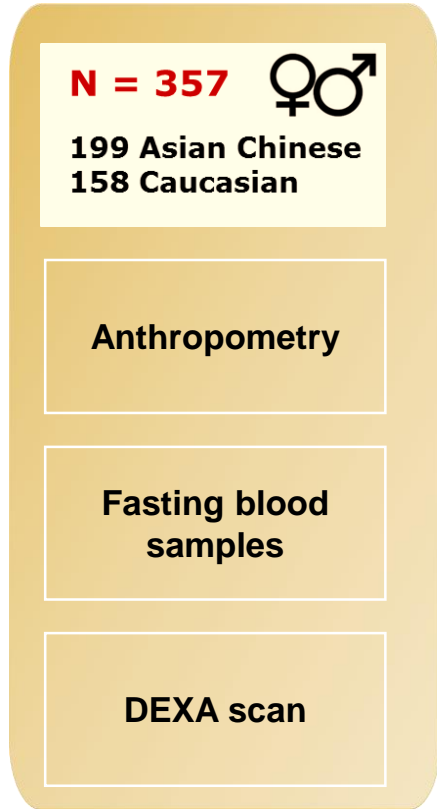 N = 357
199 Asian Chinese
158 Caucasian
Anthropometry
Fasting blood
samples
DEXA scan